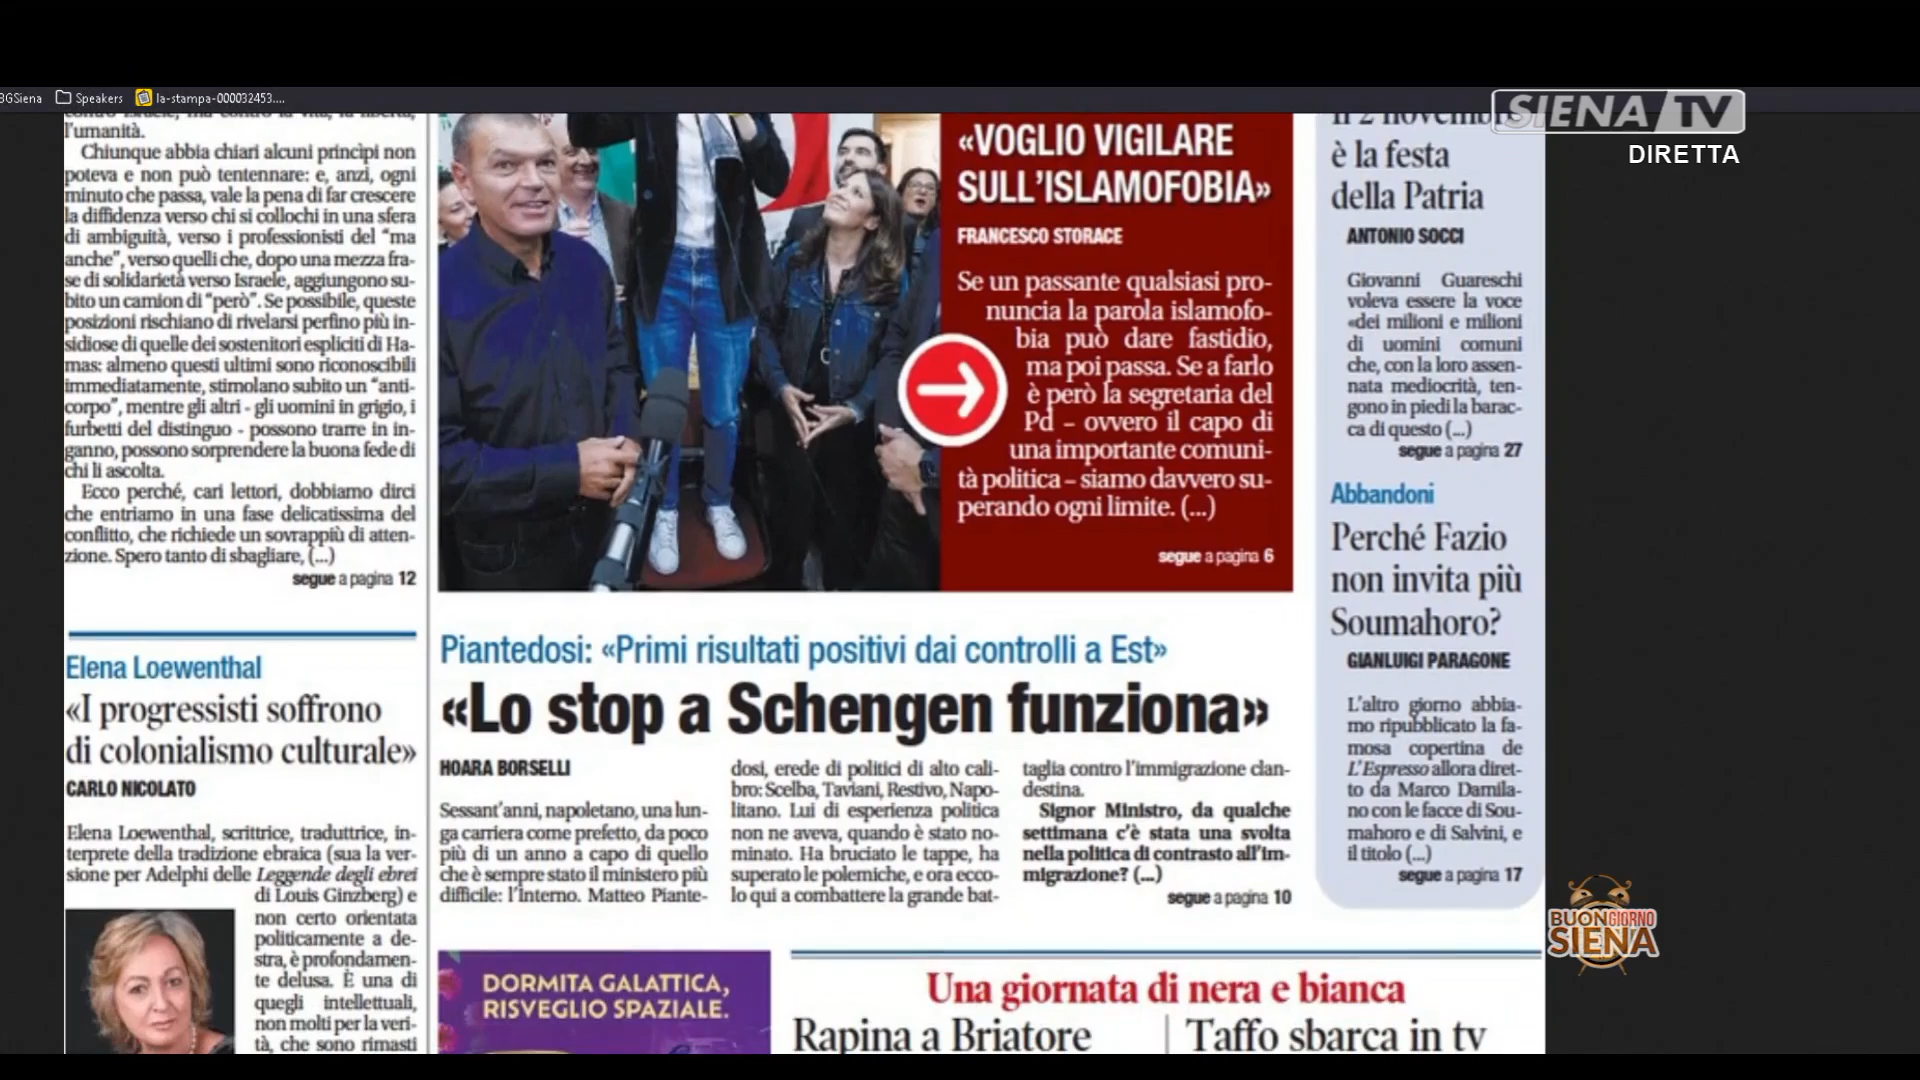 BGSiena
Speakers
la-stampa-000032453....
SIENA TV
DIRETTA
l'umanità.
Chiunque abbia chiari alcuni princìpi non
poteva e non può tentennare: e, anzi, ogni
minuto che passa, vale la pena di far crescere
la diffidenza verso chi si collochi in una sfera
di ambiguità, verso i professionisti del “ma
anche”, verso quelli che, dopo una mezza fra-
se di solidarietà verso Israele, aggiungono su-
bito un camion di “però”. Se possibile, queste
posizioni rischiano di rivelarsi perfino più in-
sidiose di quelle dei sostenitori espliciti di Ha-
mas: almeno questi ultimi sono riconoscibili
immediatamente, stimolano subito un “anti-
corpo”, mentre gli altri - gli uomini in grigio, i
furbetti del distinguo - possono trarre in in-
ganno, possono sorprendere la buona fede di
chi li ascolta.
Ecco perché, cari lettori, dobbiamo dirci
che entriamo in una fase delicatissima del
conflitto, che richiede un sovrappiù di atten-
zione. Spero tanto di sbagliare, (...)
segue a pagina 12
Elena Loewenthal
«I progressisti soffrono
di colonialismo culturale»
CARLO NICOLATO
Elena Loewenthal, scrittrice, traduttrice, in-
terprete della tradizione ebraica (sua la ver-
sione per Adelphi delle Leggende degli ebrei
di Louis Ginzberg) e
non certo orientata
politicamente a de-
stra, è profondamen-
te delusa. È una di
quegli intellettuali,
non molti per la veri-
tà, che sono rimasti
«VOGLIO VIGILARE
SULL'ISLAMOFOBIA»
FRANCESCO STORACE
Se un passante qualsiasi pro-
nuncia la parola islamofo-
bia può dare fastidio,
ma poi passa. Se a farlo
è però la segretaria del
Pd - ovvero il capo di
una importante comuni-
tà politica - siamo davvero su-
perando ogni limite. (...)
segue a pagina 6
Piantedosi: «Primi risultati positivi dai controlli a Est»
«Lo stop a Schengen funziona»
HOARA BORSELLI
Sessant'anni, napoletano, una lun-
ga carriera come prefetto, da poco
più di un anno a capo di quello
che è sempre stato il ministero più
difficile: l'Interno. Matteo Piante-
dosi, erede di politici di alto cali-
bro: Scelba, Taviani, Restivo, Napo-
litano. Lui di esperienza politica
non ne aveva, quando è stato no-
minato. Ha bruciato le tappe, ha
superato le polemiche, e ora ecco-
lo qui a combattere la grande bat-
taglia contro l'immigrazione clan-
destina.
Signor Ministro, da qualche
settimana c'è stata una svolta
nella politica di contrasto all'im-
migrazione? (...)
segue a pagina 10
Il 2 novembre
è la festa
della Patria
ANTONIO SOCCI
Giovanni Guareschi
voleva essere la voce
«dei milioni e milioni
di uomini comuni
che, con la loro assen-
nata mediocrità, ten-
gono in piedi la barac-
ca di questo (...)
segue a pagina 27
Abbandoni
Perché Fazio
non invita più
Soumahoro?
GIANLUIGI PARAGONE
L'altro giorno abbia-
mo ripubblicato la fa-
mosa copertina de
L'Espresso allora diret-
to da Marco Damila-
no con le facce di Sou-
mahoro e di Salvini, e
il titolo (...)
segue a pagina 17
DORMITA GALATTICA,
RISVEGLIO SPAZIALE.
Una giornata di nera e bianca
Rapina a Briatore
Taffo sbarca in tv
BUONGIORNO
SIENA